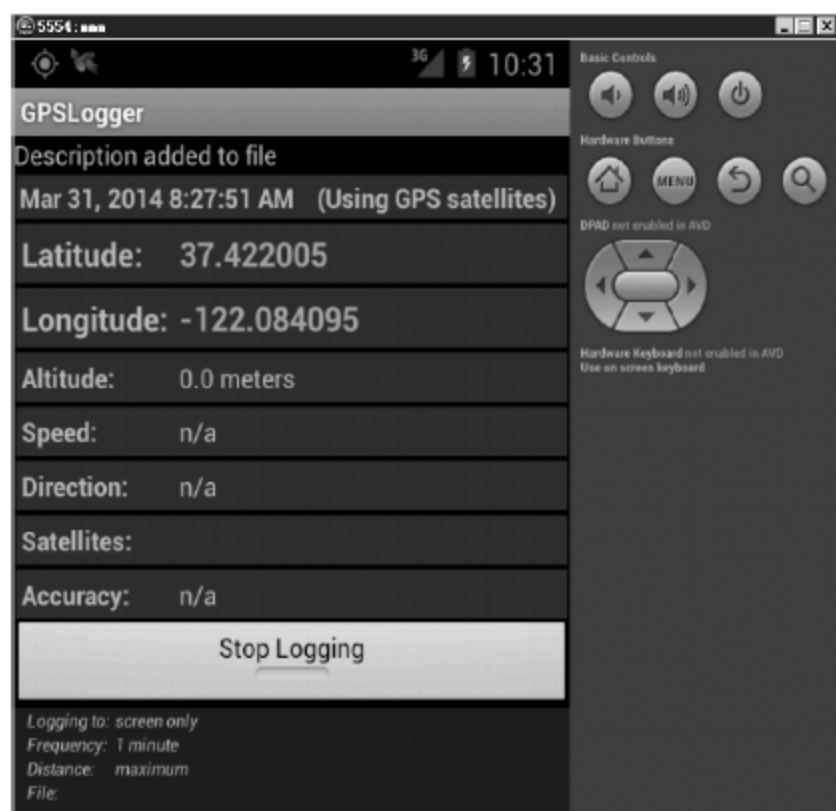 5554:nnn
3G 10:31
GPSLogger
Description added to file
Mar 31, 2014 8:27:51 AM (Using GPS satellites)
Latitude: 37.422005
Longitude: -122.084095
Altitude: 0.0 meters
Speed: n/a
Direction: n/a
Satellites:
Accuracy: n/a
Stop Logging
Logging to: screen only
Frequency: 1 minute
Distance: maximum
File:
Basic Controls
Hardware Buttons
MENU
DPAD not enabled in AVD
Hardware Keyboard not enabled in AVD
Use on screen keyboard